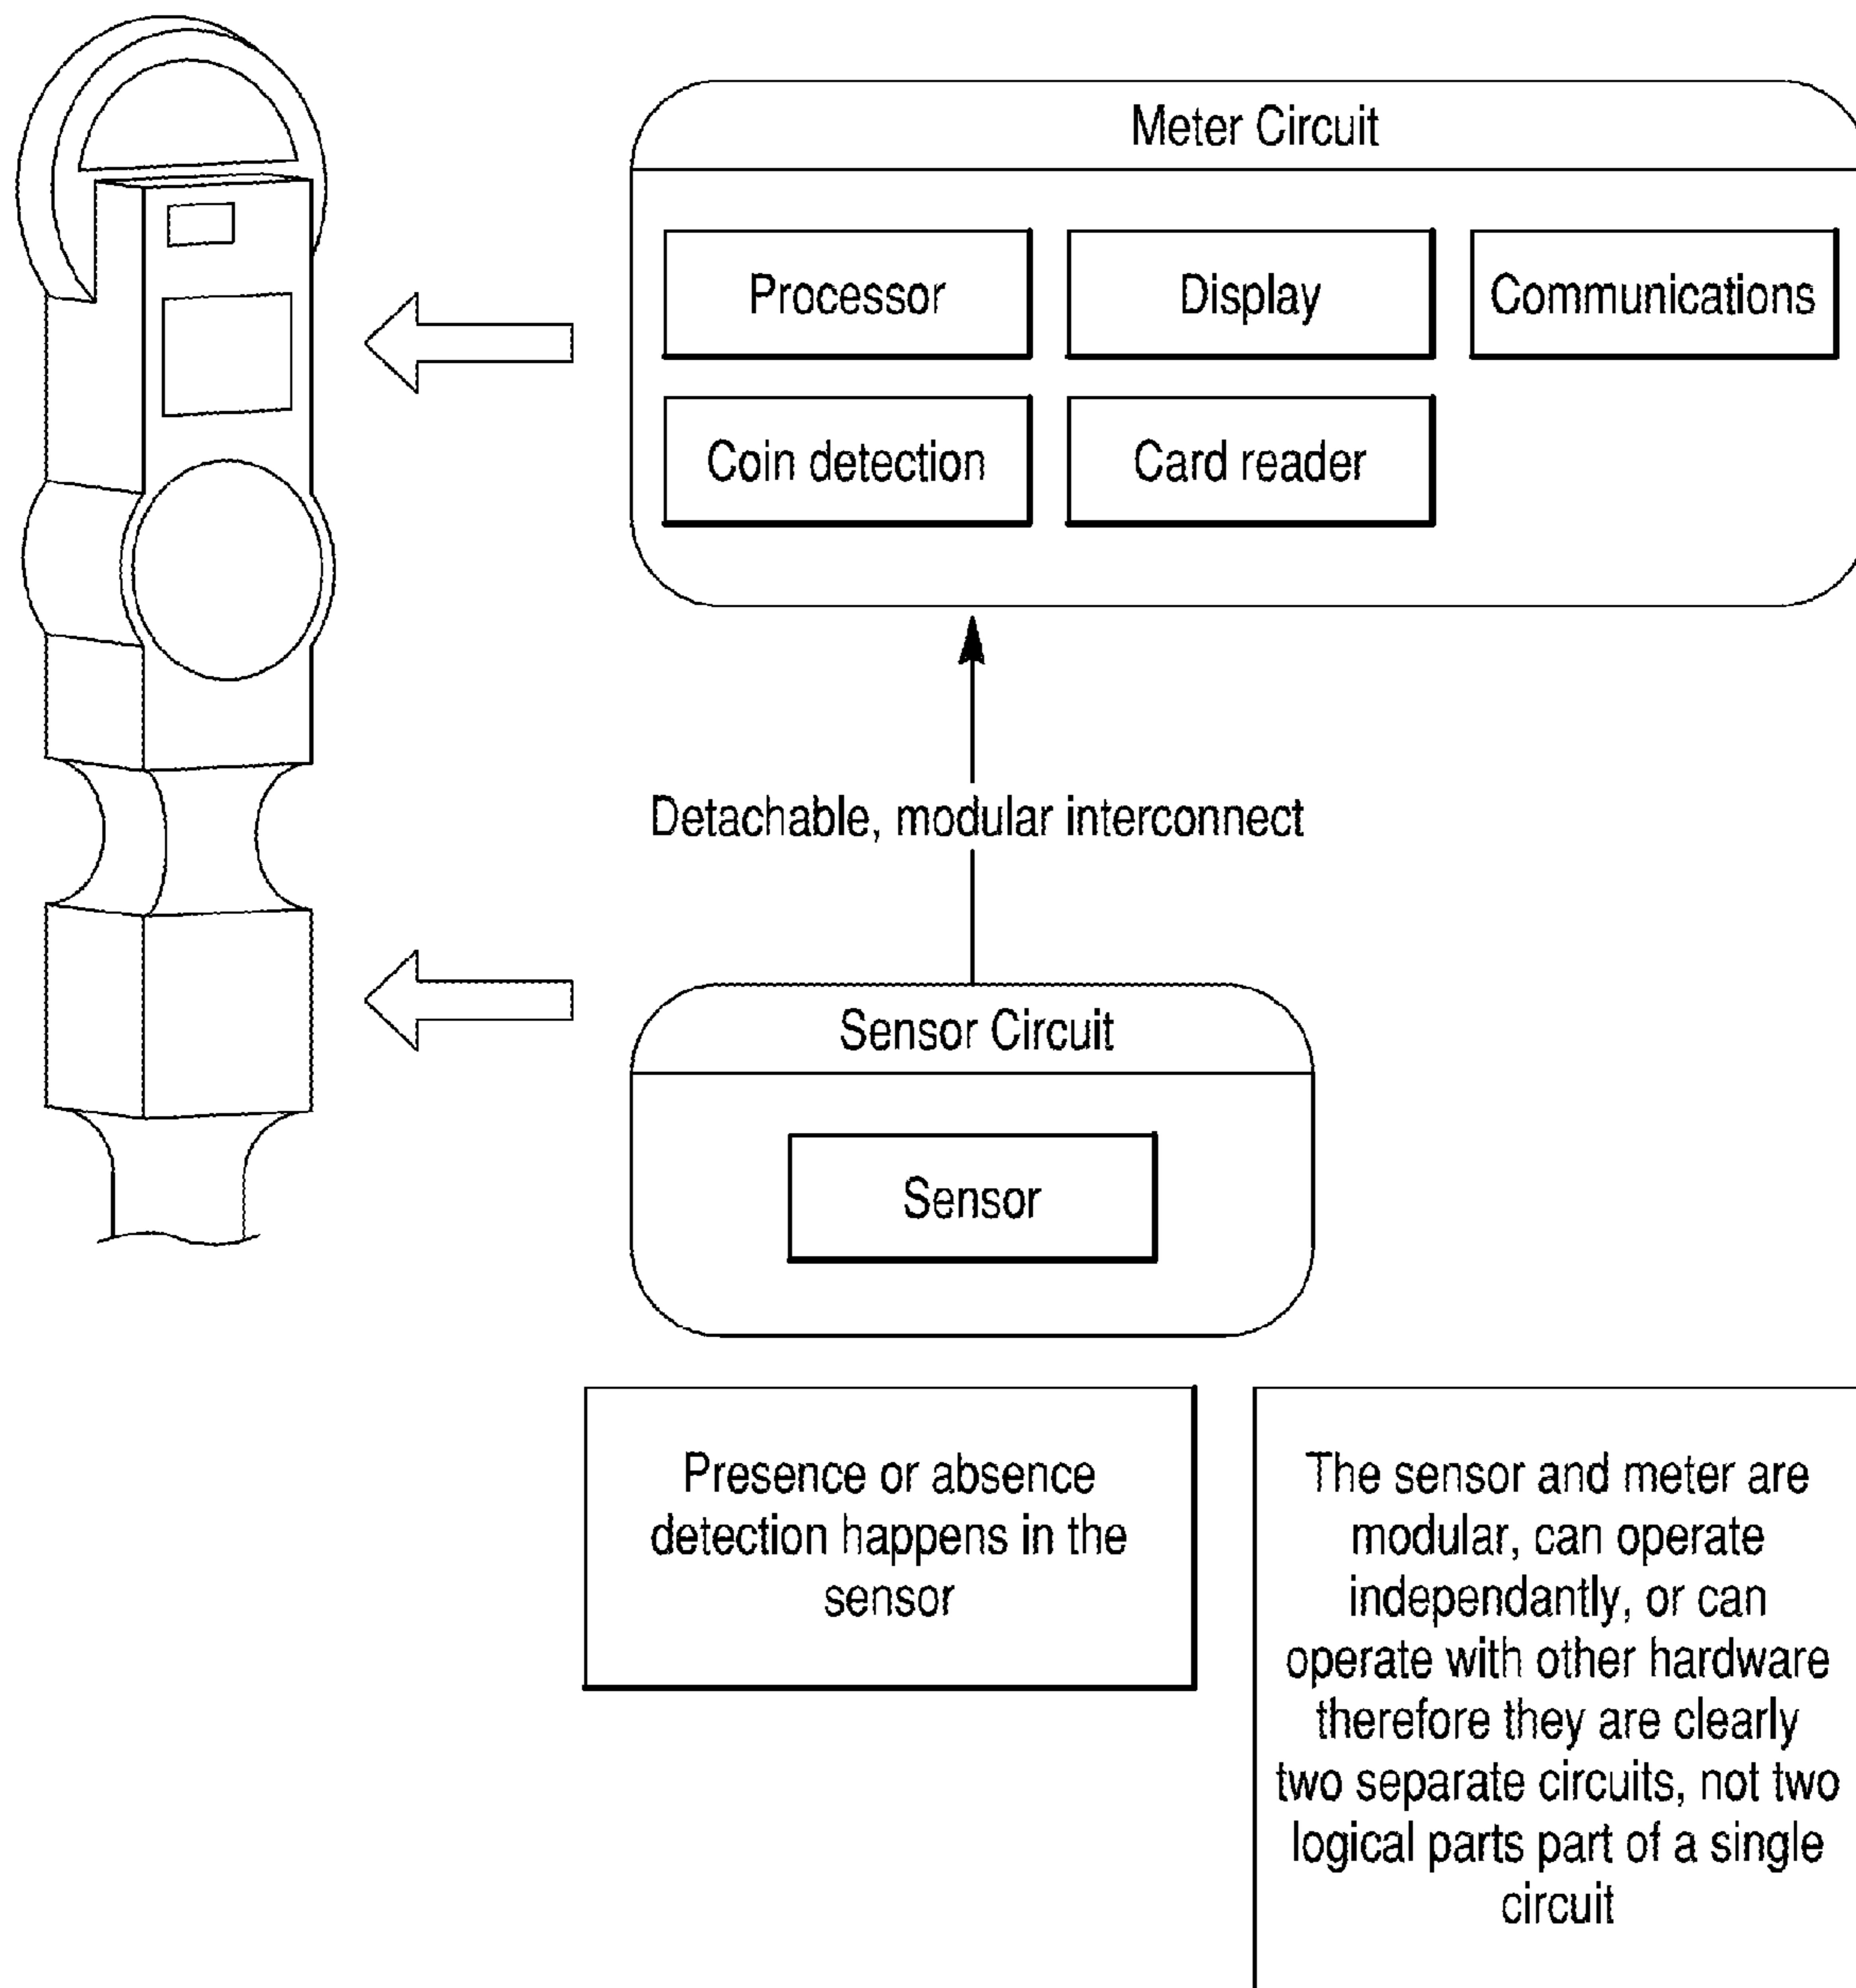 Meter Circuit
Processor
Display
Communications
Coin detection
Card reader
Detachable, modular interconnect
Sensor Circuit
Sensor
Presence or absence
detection happens in the
sensor
The sensor and meter are
modular, can operate
independantly, or can
operate with other hardware
therefore they are clearly
two separate circuits, not two
logical parts part of a single
circuit